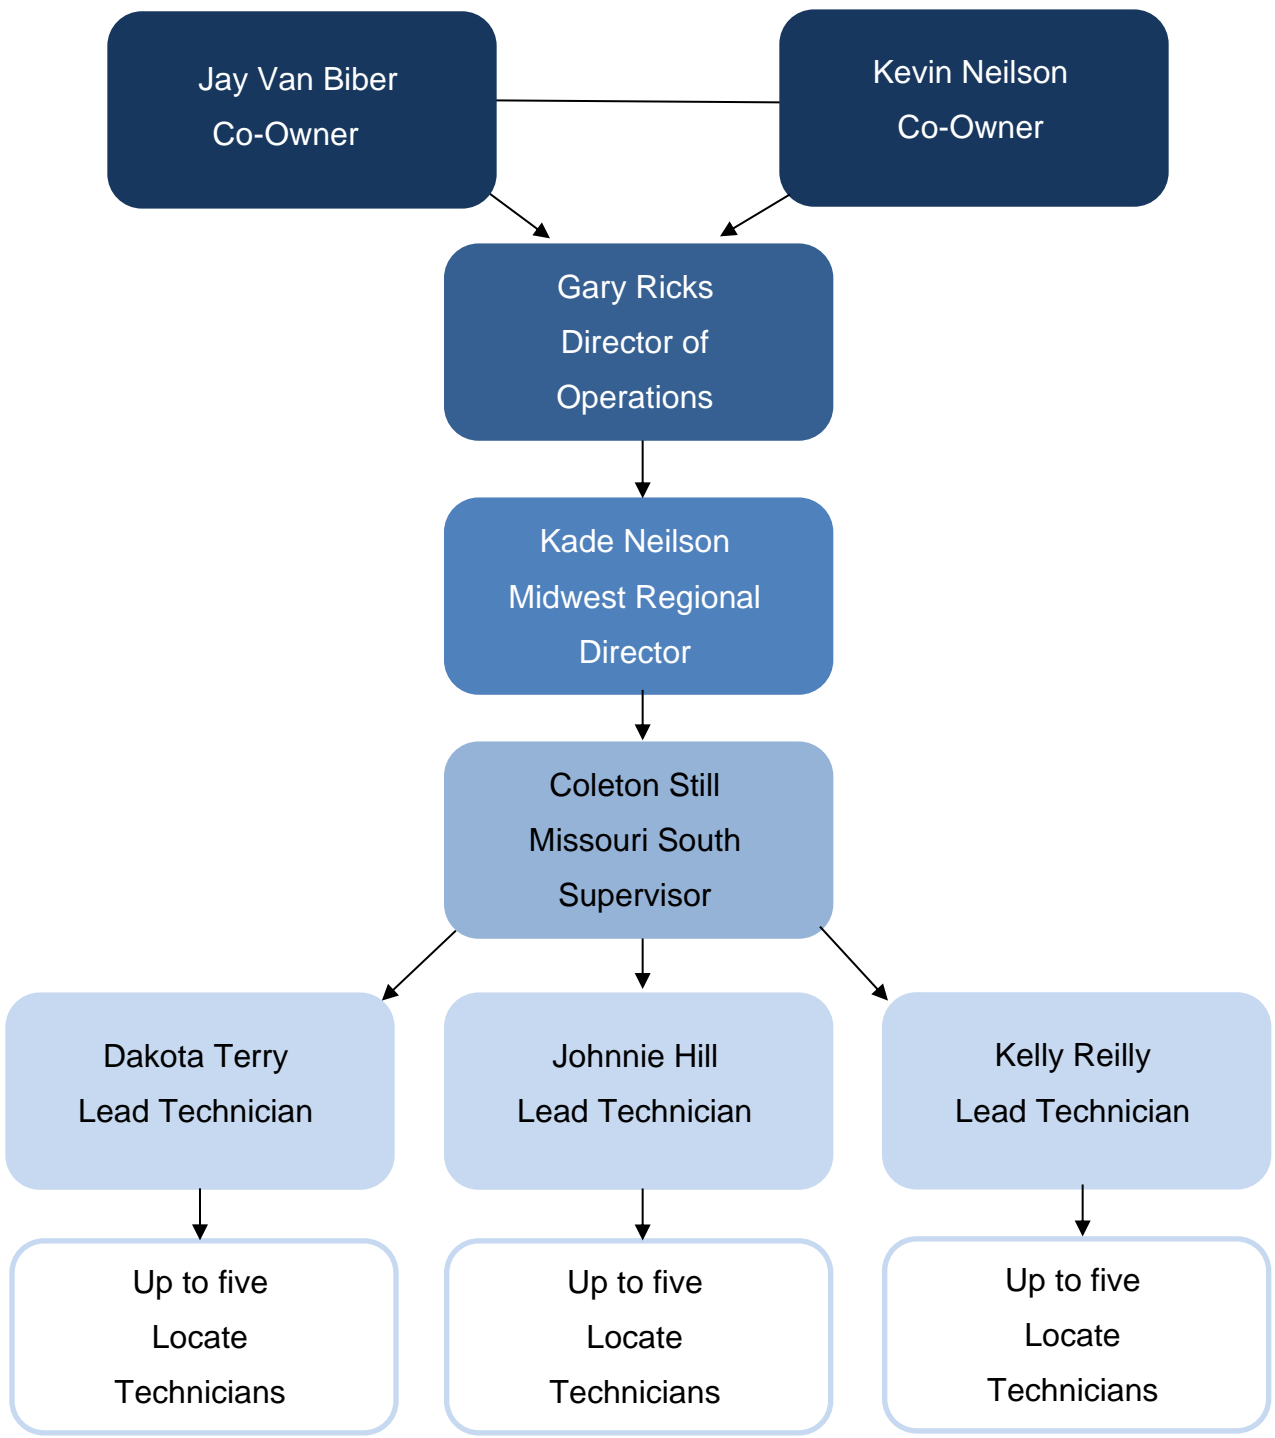 Jay Van Biber
Co-Owner
Kevin Neilson
Co-Owner
Gary Ricks
Director of
Operations
Kade Neilson
Midwest Regional
Director
Coleton Still
Missouri South
Supervisor
Dakota Terry
Lead Technician
Johnnie Hill
Lead Technician
Kelly Reilly
Lead Technician
Up to five
Locate
Technicians
Up to five
Locate
Technicians
Up to five
Locate
Technicians